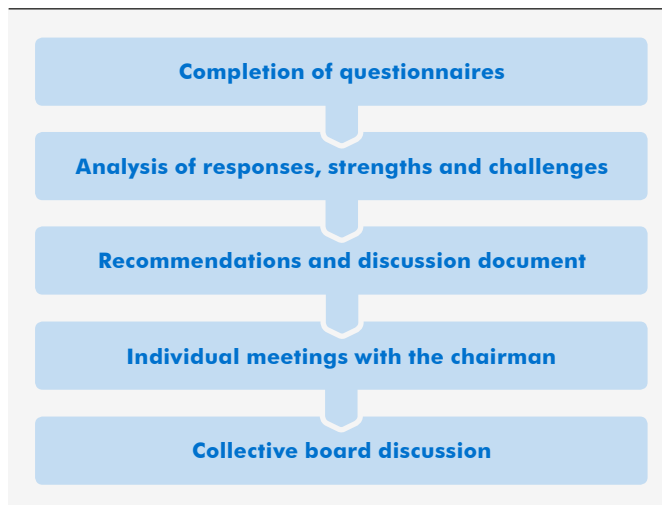 Completion of questionnaires
Analysis of responses, strengths and challenges
Recommendations and discussion document
Individual meetings with the chairman
Collective board discussion